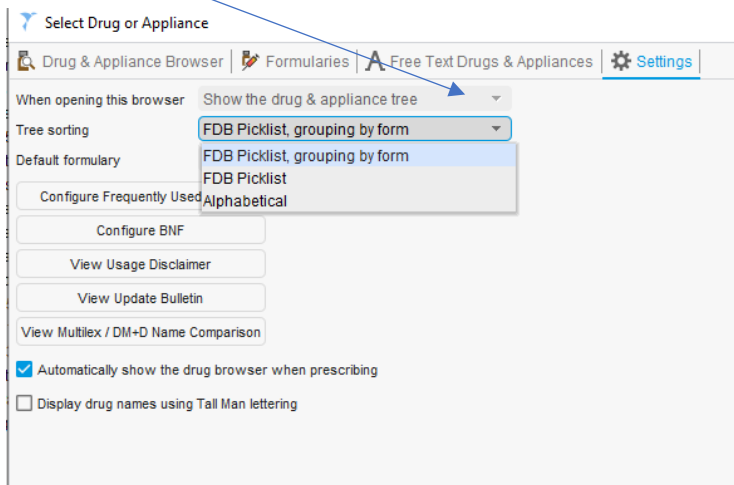 Select Drug or Appliance
Drug & Appliance Browser Formularies Free Text Drugs & Appliances Settings
When opening this browser Show the drug & appliance tree
Tree sorting FDB Picklist, grouping by form
Default formulary FDB Picklist, grouping by form
FDB Picklist
Configure Frequently Used
Alphabetical
Configure BNF
View Usage Disclaimer
View Update Bulletin
View Multilex / DM+D Name Comparison
Automatically show the drug browser when prescribing
Display drug names using Tall Man lettering